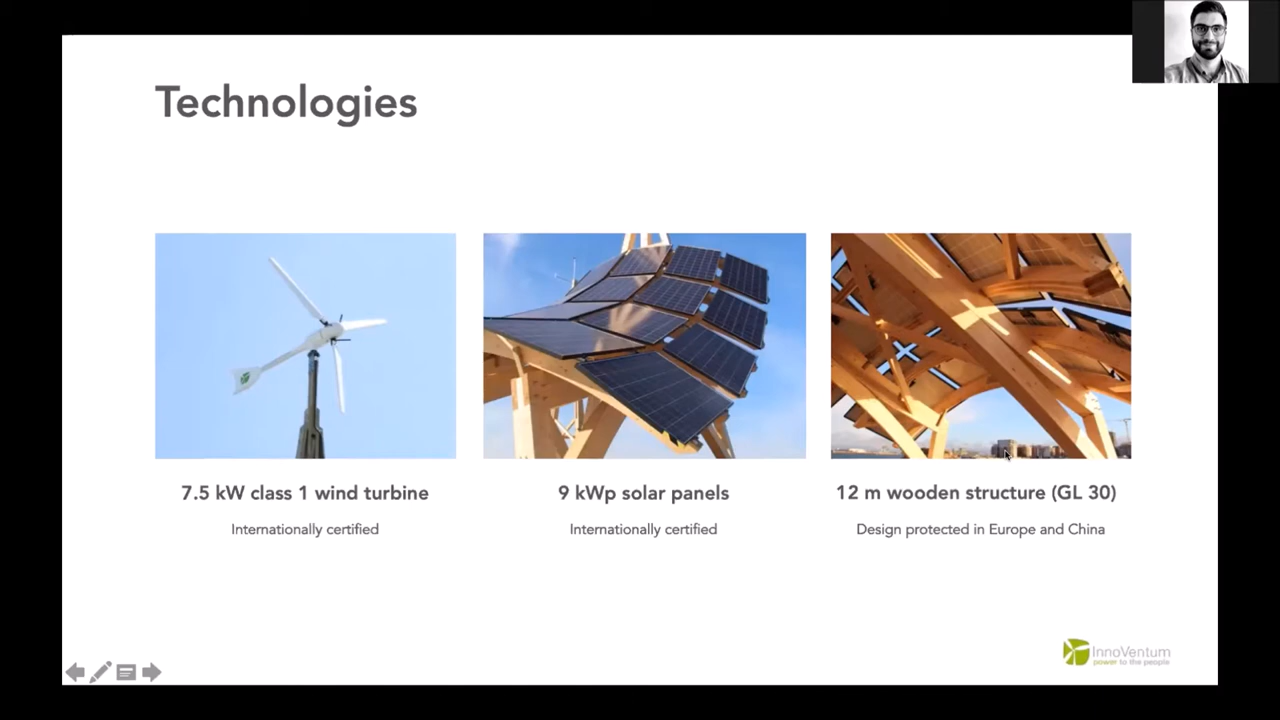 Technologies
7.5 kW class 1 wind turbine
Internationally certified
9 kWp solar panels
Internationally certified
12 m wooden structure (GL 30)
Design protected in Europe and China
InnoVentum
power to the people